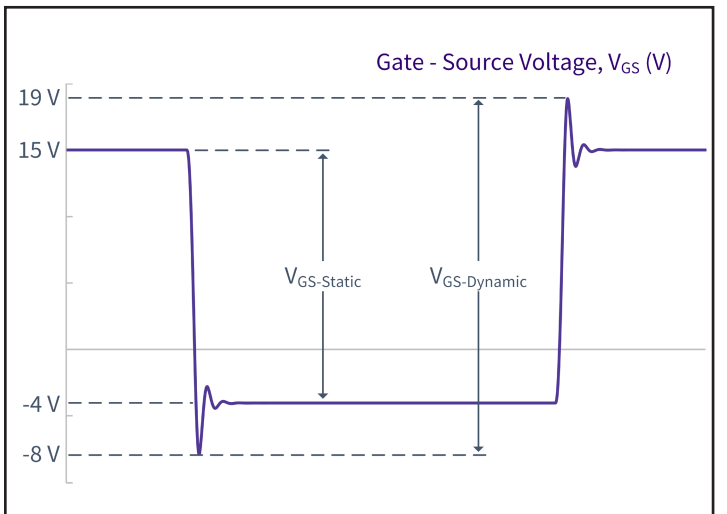 Gate - Source Voltage, VGS (V)
19 V
15 V
VGS-Static
VGS-Dynamic
-4 V
-8 V